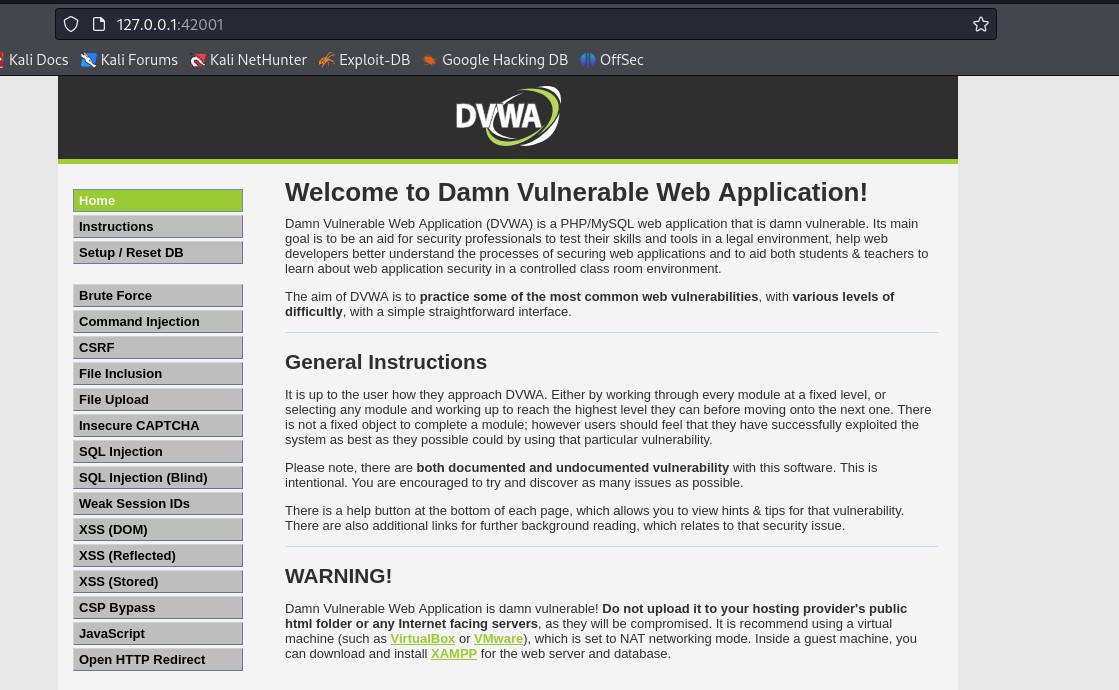 127.0.0.1:42001
Kali Docs Kali Forums Kali NetHunter Exploit-DB Google Hacking DB OffSec
DVWA
Home
Instructions
Setup / Reset DB
Brute Force
Command Injection
CSRF
File Inclusion
File Upload
Insecure CAPTCHA
SQL Injection
SQL Injection (Blind)
Weak Session IDs
XSS (DOM)
XSS (Reflected)
XSS (Stored)
CSP Bypass
JavaScript
Open HTTP Redirect
Welcome to Damn Vulnerable Web Application!
Damn Vulnerable Web Application (DVWA) is a PHP/MySQL web application that is damn vulnerable. Its main
goal is to be an aid for security professionals to test their skills and tools in a legal environment, help web
developers better understand the processes of securing web applications and to aid both students & teachers to
learn about web application security in a controlled class room environment.
The aim of DVWA is to practice some of the most common web vulnerabilities, with various levels of
difficultly, with a simple straightforward interface.
General Instructions
It is up to the user how they approach DVWA. Either by working through every module at a fixed level, or
selecting any module and working up to reach the highest level they can before moving onto the next one. There
is not a fixed object to complete a module; however users should feel that they have successfully exploited the
system as best as they possible could by using that particular vulnerability.
Please note, there are both documented and undocumented vulnerability with this software. This is
intentional. You are encouraged to try and discover as many issues as possible.
There is a help button at the bottom of each page, which allows you to view hints & tips for that vulnerability.
There are also additional links for further background reading, which relates to that security issue.
WARNING!
Damn Vulnerable Web Application is damn vulnerable! Do not upload it to your hosting provider's public
html folder or any Internet facing servers, as they will be compromised. It is recommend using a virtual
machine (such as VirtualBox or VMware), which is set to NAT networking mode. Inside a guest machine, you
can download and install XAMPP for the web server and database.